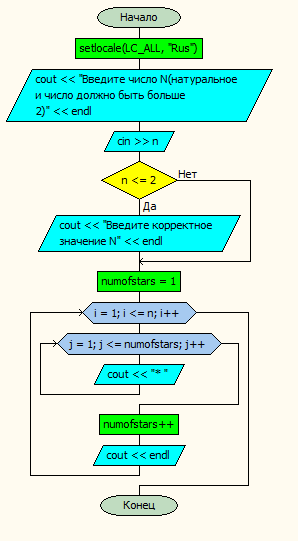 Начало
setlocale(LC_ALL, "Rus")
cout << "Введите число N(натуральное
и число должно быть больше
2)" << endl
cin >> n
n <= 2
Нет
Да
cout << "Введите корректное
значение N" << endl
numofstars = 1
i = 1; i <= n; i++
j = 1; j <= numofstars; j++
cout << "* "
numofstars++
cout << endl
Конец